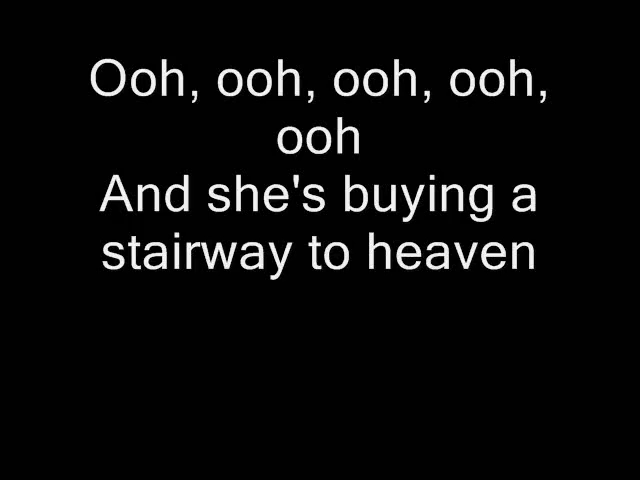 Ooh, ooh, ooh, ooh,
ooh
And she's buying a
stairway to heaven